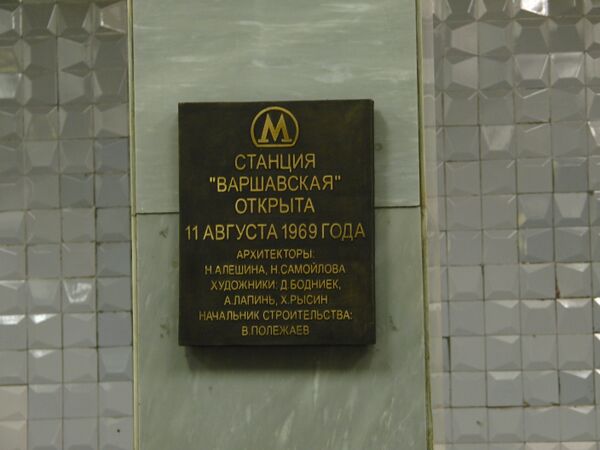 М
СТАНЦИЯ
"ВАРШАВСКАЯ"
ОТКРЫТА
11 АВГУСТА 1969 ГОДА
АРХИТЕКТОРЫ:
Н.АЛЕШИНА, Н.САМОЙЛОВА
ХУДОЖНИКИ: Д.БОДНИЕК,
А.ЛАПИНЬ, Х.РЫСИН
НАЧАЛЬНИК СТРОИТЕЛЬСТВА:
В.ПОЛЕЖАЕВ